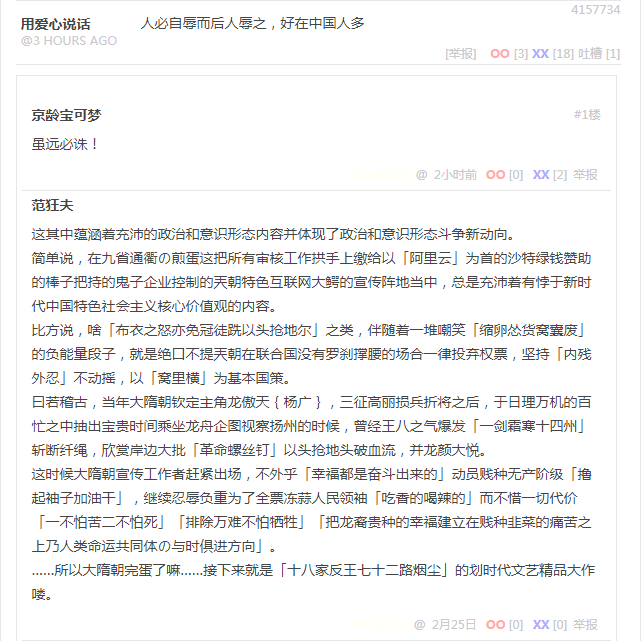 4157734
用爱心说话 人必自辱而后人辱之，好在中国人多
@3 HOURS AGO
[举报] OO [3] XX [18] 吐槽 [1]
京龄宝可梦 #1楼
虽远必诛！
@ 2小时前 OO [0] XX [2] 举报
范狂夫
这其中蕴涵着充沛的政治和意识形态内容并体现了政治和意识形态斗争新动向。
简单说，在九省通衢の煎蛋这把所有审核工作拱手上缴给以「阿里云」为首的沙特绿钱赞助
的棒子把持的鬼子企业控制的天朝特色互联网大鳄的宣传阵地当中，总是充沛着有悖于新时
代中国特色社会主义核心价值观的内容。
比方说，啥「布衣之怒亦免冠徒跣以头抢地尔」之类，伴随着一堆嘲笑「缩卵怂货窝囊废」
的负能量段子，就是绝口不提天朝在联合国没有罗刹撑腰的场合一律投弃权票，坚持「内残
外忍」不动摇，以「窝里横」为基本国策。
曰若稽古，当年大隋朝钦定主角龙傲天｛杨广｝，三征高丽损兵折将之后，于日理万机的百
忙之中抽出宝贵时间乘坐龙舟企图视察扬州的时候，曾经王八之气爆发「一剑霜寒十四州」
斩断纤绳，欣赏岸边大批「革命螺丝钉」以头抢地头破血流，并龙颜大悦。
这时候大隋朝宣传工作者赶紧出场，不外乎「幸福都是奋斗出来的」动员贱种无产阶级「撸
起袖子加油干」，继续忍辱负重为了全票冻蒜人民领袖「吃香的喝辣的」而不惜一切代价
「一不怕苦二不怕死」「排除万难不怕牺牲」「把龙裔贵种的幸福建立在贱种韭菜的痛苦之
上乃人类命运共同体の与时俱进方向」。
......所以大隋朝完蛋了嘛......接下来就是「十八家反王七十二路烟尘」的划时代文艺精品大作
喽。
@ 2月25日 OO [0] XX [0] 举报